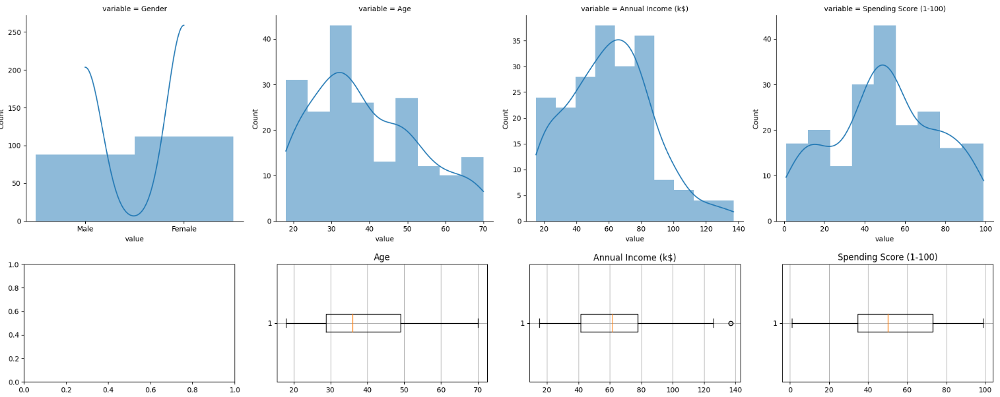 variable = Gender
variable = Age
variable = Annual Income (k$)
variable = Spending Score (1-100)
250
200
150
100
50
0
Count
Male Female
value
40
30
20
10
0
Count
20 30 40 50 60 70
value
35
30
25
20
15
10
5
0
Count
20 40 60 80 100 120 140
value
40
30
20
10
0
Count
0 20 40 60 80 100
value
1.0
0.8
0.6
0.4
0.2
0.0
0.0 0.2 0.4 0.6 0.8 1.0
Age
1
20 30 40 50 60 70
Annual Income (k$)
1
20 40 60 80 100 120 140
Spending Score (1-100)
1
0 20 40 60 80 100